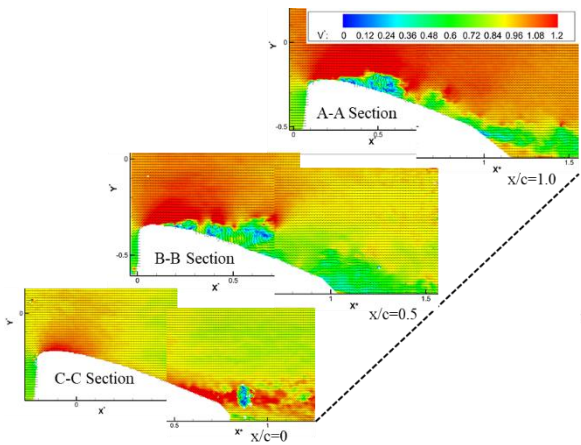 V*: 0 0.12 0.24 0.36 0.48 0.6 0.72 0.84 0.96 1.08 1.2
Y*
0
-0.5
A-A Section
0 0.5
X*
1 1.5
X*
x/c=1.0
Y*
0
-0.5
B-B Section
0 0.5
X*
1 1.5
X*
x/c=0.5
Y*
0
C-C Section
0
X*
0.5 1
X*
x/c=0